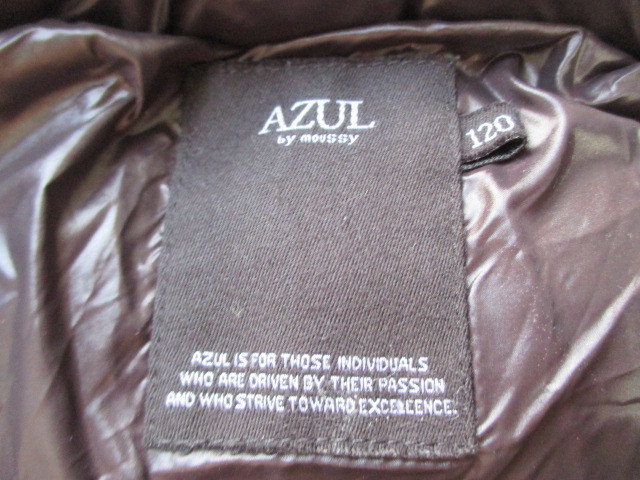 AZUL
by moussy
120
AZUL IS FOR THOSE INDIVIDUALS
WHO ARE DRIVEN BY THEIR PASSION
AND WHO STRIVE TOWARD EXCELLENCE.